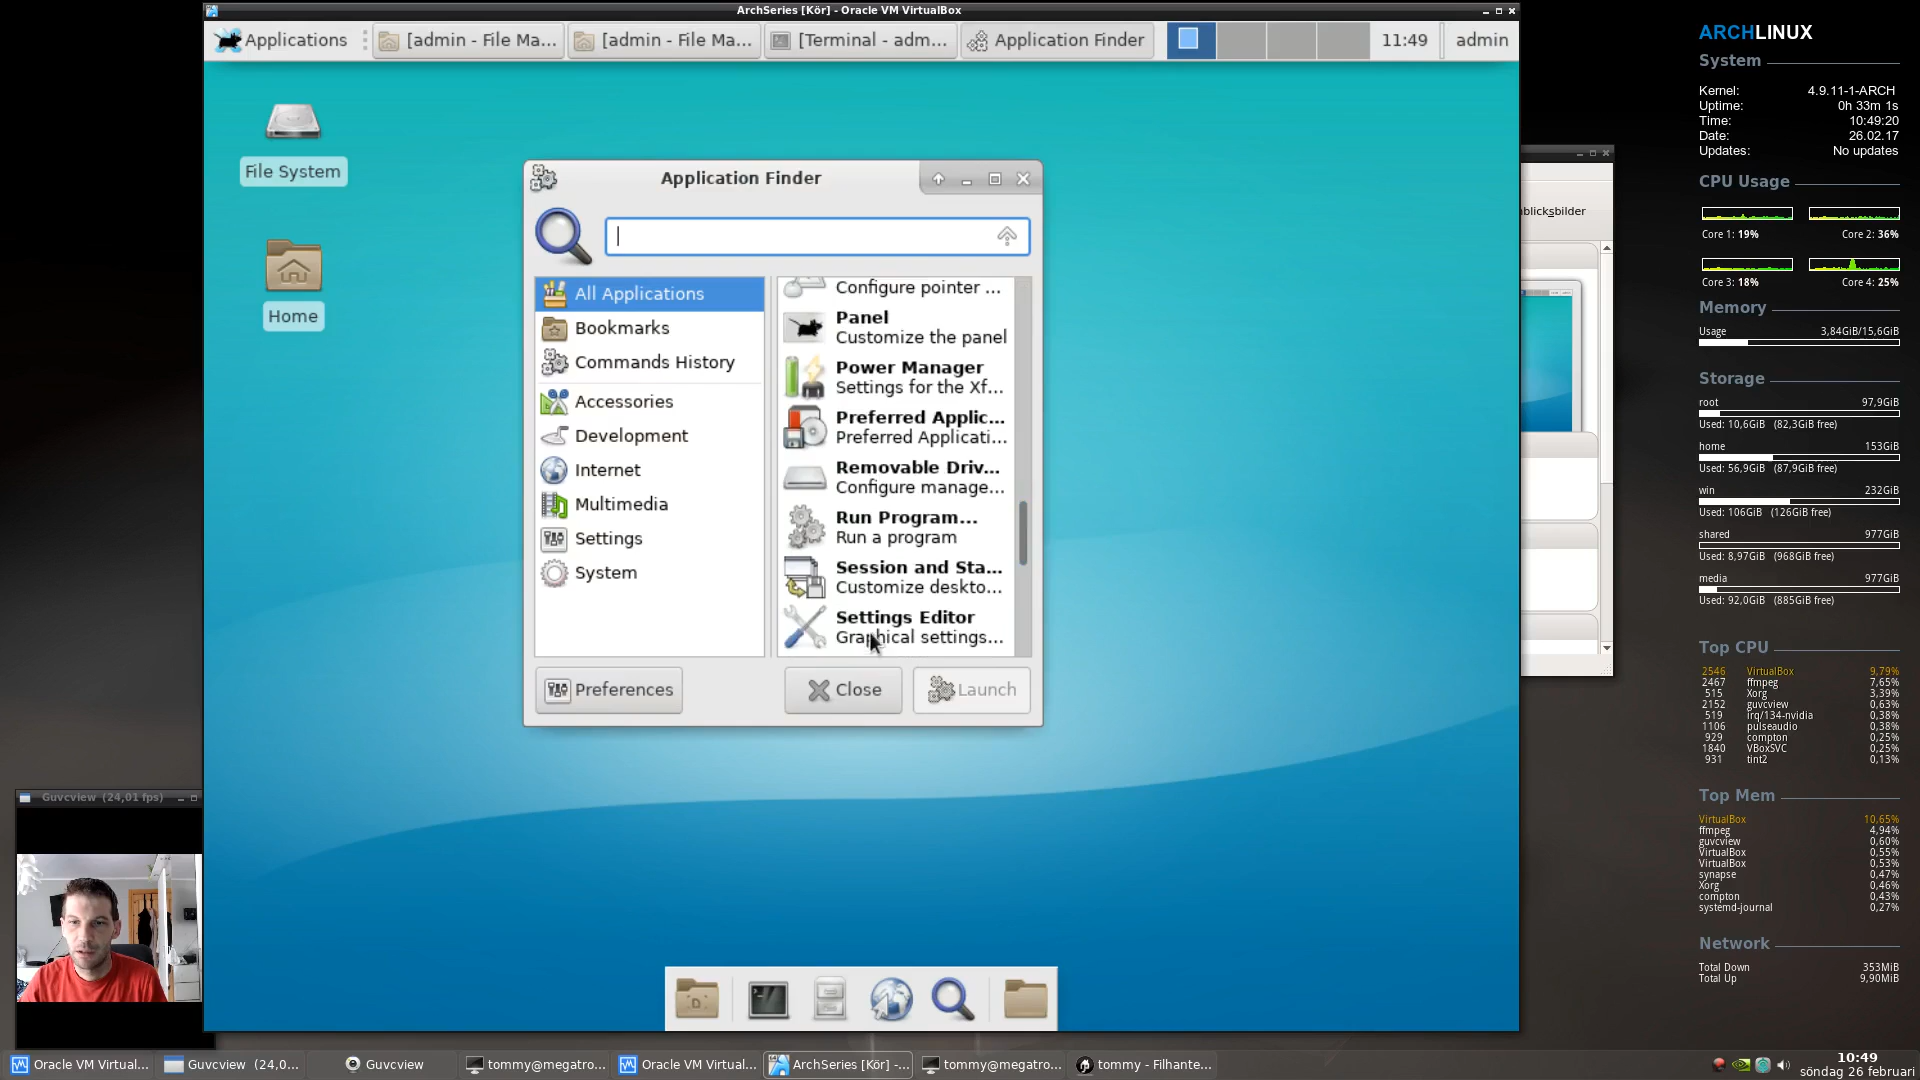 ArchSeries [Kör] - Oracle VM VirtualBox
Applications
[admin - File Ma...
[admin - File Ma...
[Terminal - adm...
Application Finder
11:49
admin
File System
Home
Application Finder
All Applications
Bookmarks
Commands History
Accessories
Development
Internet
Multimedia
Settings
System
Configure pointer ...
Panel
Customize the panel
Power Manager
Settings for the Xf...
Preferred Applic...
Preferred Applicati...
Removable Driv...
Configure manage...
Run Program...
Run a program
Session and Sta...
Customize deskto...
Settings Editor
Graphical settings...
Preferences
Close
Launch
blicksbilder
ARCHLINUX
System
Kernel: 4.9.11-1-ARCH
Uptime: 0h 33m 1s
Time: 10:49:20
Date: 26.02.17
Updates: No updates
CPU Usage
Core 1: 19% Core 2: 36%
Core 3: 18% Core 4: 25%
Memory
Usage 3,84GiB/15,6GiB
Storage
root 97,9GiB
Used: 10,6GiB (82,3GiB free)
home 153GiB
Used: 56,9GiB (87,9GiB free)
win 232GiB
Used: 106GiB (126GiB free)
shared 977GiB
Used: 8,97GiB (968GiB free)
media 977GiB
Used: 92,0GiB (885GiB free)
Top CPU
2546 VirtualBox 9,79%
2467 ffmpeg 7,65%
515 Xorg 3,39%
2152 guvcview 0,63%
519 irq/134-nvidia 0,38%
1106 pulseaudio 0,38%
929 compton 0,25%
1840 VBoxSVC 0,25%
931 tint2 0,13%
Top Mem
VirtualBox 10,65%
ffmpeg 4,94%
guvcview 0,60%
VirtualBox 0,55%
VirtualBox 0,53%
synapse 0,47%
Xorg 0,46%
compton 0,43%
systemd-journal 0,27%
Network
Total Down 353MiB
Total Up 9,90MiB
Guvcview (24,01 fps)
Oracle VM Virtual...
Guvcview (24,0...
Guvcview
tommy@megatro...
Oracle VM Virtual...
ArchSeries [Kör] -...
tommy@megatro...
tommy - Filhante...
10:49
söndag 26 februari